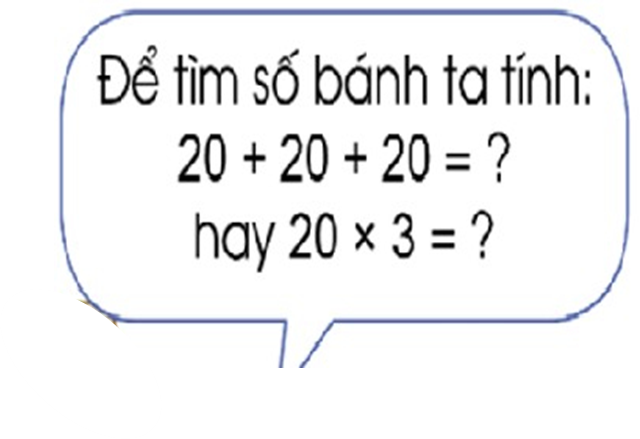 Để tìm số bánh ta tính:
20 + 20 + 20 = ?
hay 20 × 3 = ?